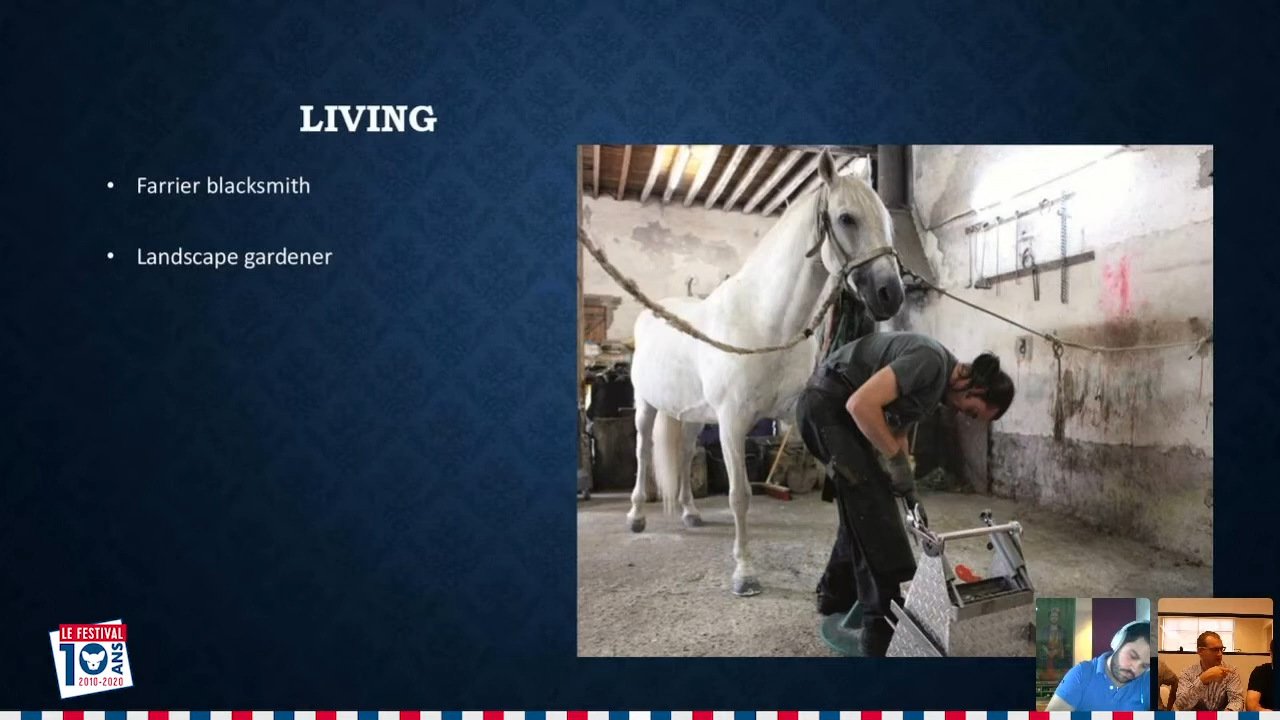 LIVING
• Farrier blacksmith
• Landscape gardener
LE FESTIVAL
10 ANS
2010-2020